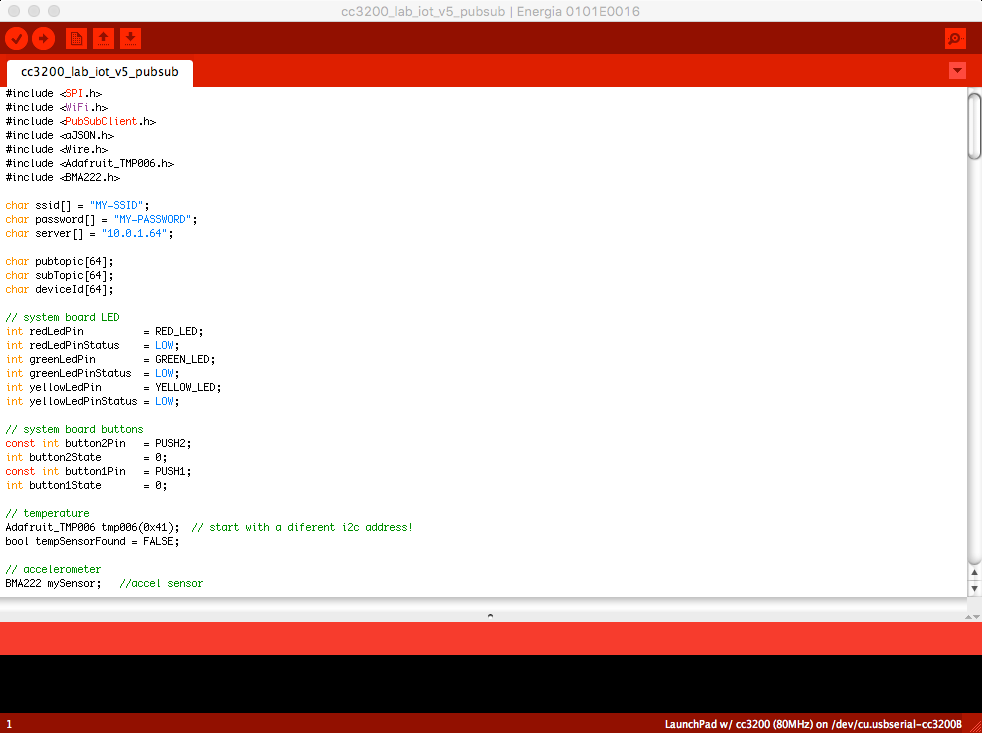 cc3200_lab_iot_v5_pubsub | Energia 0101E0016
cc3200_lab_iot_v5_pubsub
#include <SPI.h>
#include <WiFi.h>
#include <PubSubClient.h>
#include <aJSON.h>
#include <Wire.h>
#include <Adafruit_TMP006.h>
#include <BMA222.h>
char ssid[] = "MY-SSID";
char password[] = "MY-PASSWORD";
char server[] = "10.0.1.64";
char pubtopic[64];
char subTopic[64];
char deviceId[64];
// system board LED
int redLedPin          = RED_LED;
int redLedPinStatus    = LOW;
int greenLedPin        = GREEN_LED;
int greenLedPinStatus  = LOW;
int yellowLedPin       = YELLOW_LED;
int yellowLedPinStatus = LOW;
// system board buttons
const int button2Pin   = PUSH2;
int button2State       = 0;
const int button1Pin   = PUSH1;
int button1State       = 0;
// temperature
Adafruit_TMP006 tmp006(0x41);  // start with a diferent i2c address!
bool tempSensorFound = FALSE;
// accelerometer
BMA222 mySensor;   //accel sensor
1
LaunchPad w/ cc3200 (80MHz) on /dev/cu.usbserial-cc3200B